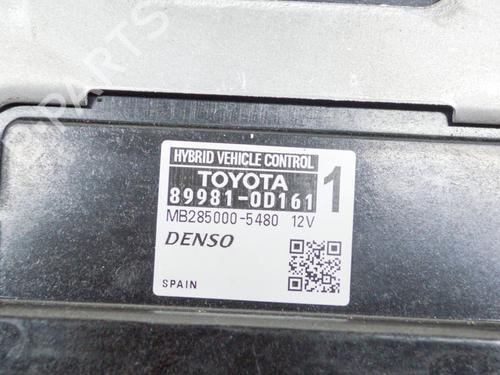 HYBRID VEHICLE CONTROL
TOYOTA
89981-0D161
1
MB285000-5480 12V
DENSO
SPAIN